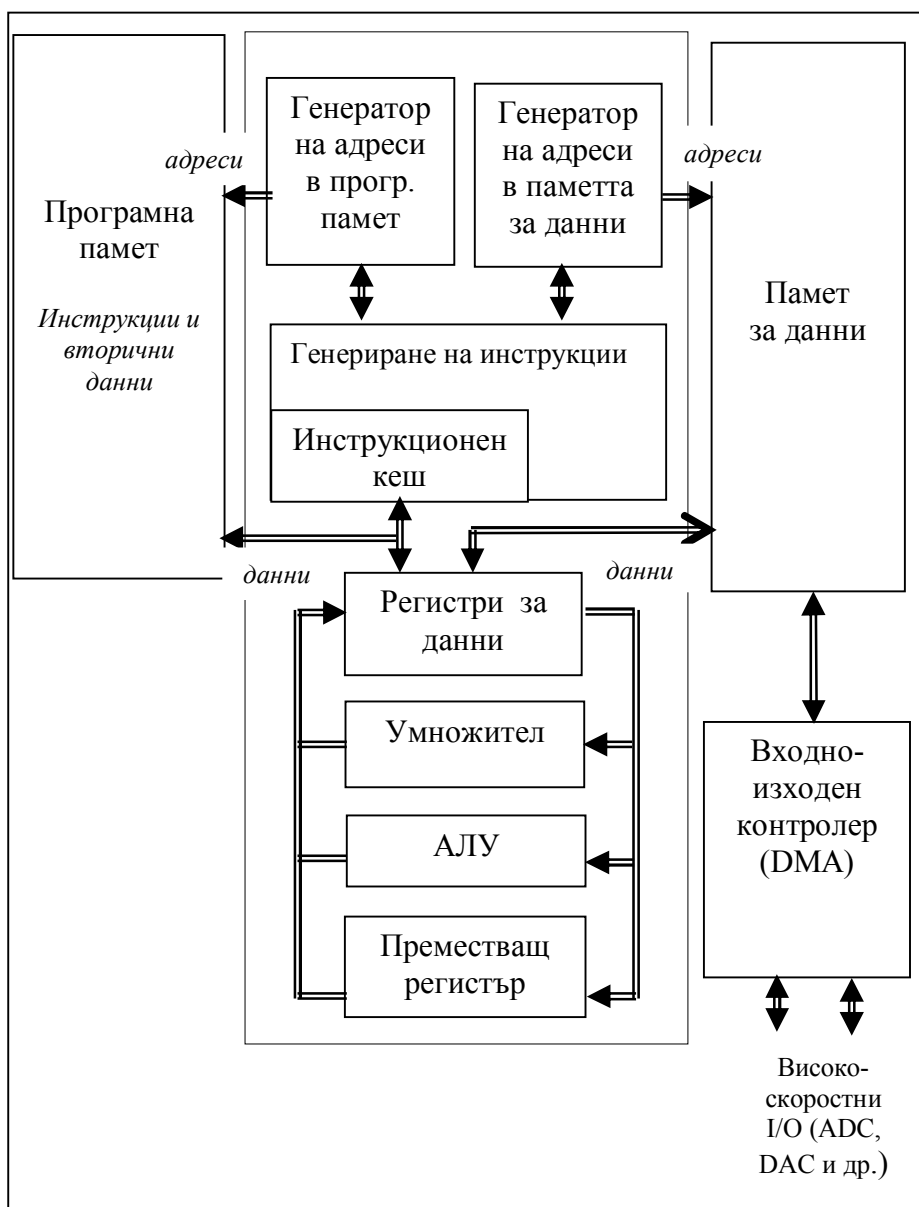 Генератор
на адреси
в прогр.
памет
Генератор
на адреси
в паметта
за данни
адреси
адреси
Програмна
памет
Инструкции и
вторични
данни
Памет
за данни
Генериране на инструкции
Инструкционен
кеш
данни
данни
Регистри за
данни
Умножител
АЛУ
Преместващ
регистър
Входно-
изходен
контролер
(DMA)
Високо-
скоростни
I/O (ADC,
DAC и др.)